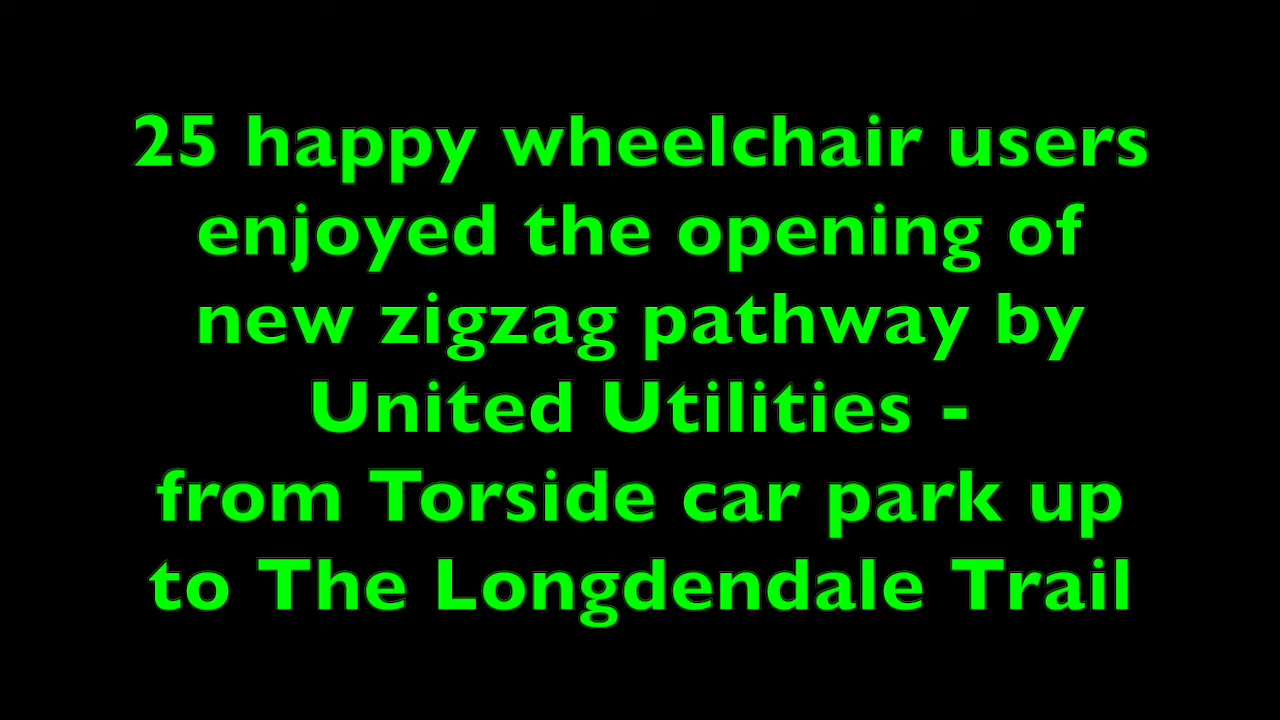 25 happy wheelchair users
enjoyed the opening of
new zigzag pathway by
United Utilities -
from Torside car park up
to The Longdendale Trail